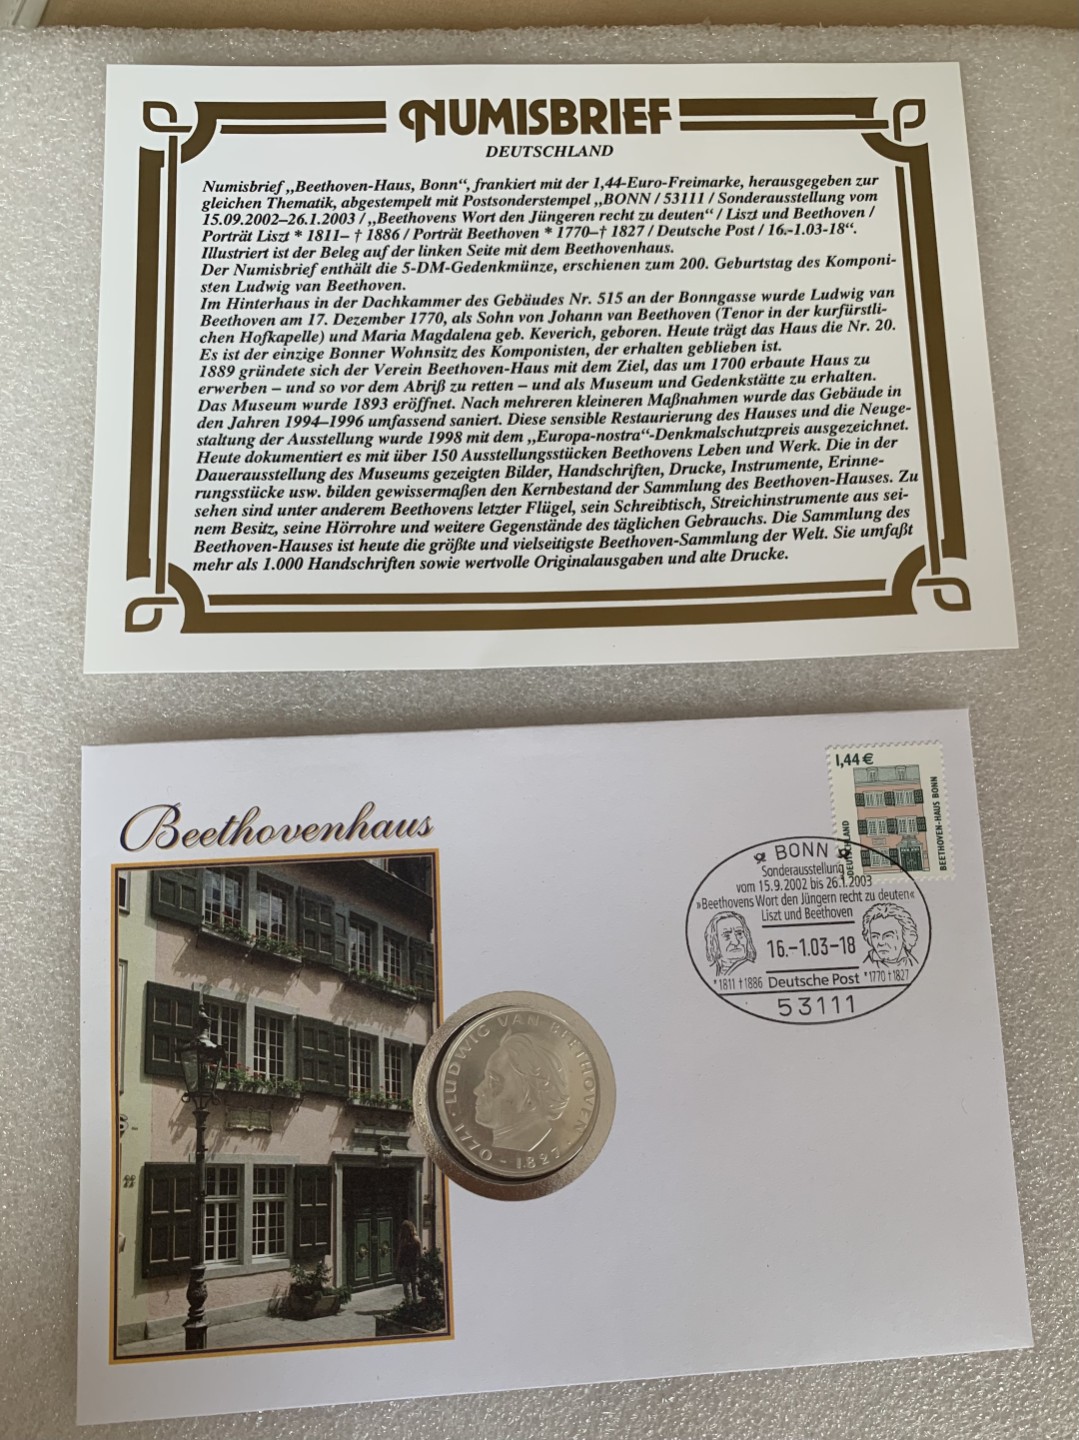 NUMISBRIEF
DEUTSCHLAND
Numisbrief „Beethoven-Haus, Bonn“, frankiert mit der 1,44-Euro-Freimarke, herausgegeben zur
gleichen Thematik, abgestempelt mit Postsonderstempel „BONN / 53111 / Sonderausstellung vom
15.09.2002–26.1.2003 / „Beethovens Wort den Jüngeren recht zu deuten“ / Liszt und Beethoven /
Porträt Liszt * 1811– † 1886 / Porträt Beethoven * 1770–† 1827 / Deutsche Post / 16.-1.03-18“.
Illustriert ist der Beleg auf der linken Seite mit dem Beethovenhaus.
Der Numisbrief enthält die 5-DM-Gedenkmünze, erschienen zum 200. Geburtstag des Komponi-
sten Ludwig van Beethoven.
Im Hinterhaus in der Dachkammer des Gebäudes Nr. 515 an der Bonngasse wurde Ludwig van
Beethoven am 17. Dezember 1770, als Sohn von Johann van Beethoven (Tenor in der kurfürstli-
chen Hofkapelle) und Maria Magdalena geb. Keverich, geboren. Heute trägt das Haus die Nr. 20.
Es ist der einzige Bonner Wohnsitz des Komponisten, der erhalten geblieben ist.
1889 gründete sich der Verein Beethoven-Haus mit dem Ziel, das um 1700 erbaute Haus zu
erwerben – und so vor dem Abriß zu retten – und als Museum und Gedenkstätte zu erhalten.
Das Museum wurde 1893 eröffnet. Nach mehreren kleineren Maßnahmen wurde das Gebäude in
den Jahren 1994–1996 umfassend saniert. Diese sensible Restaurierung des Hauses und die Neuge-
staltung der Ausstellung wurde 1998 mit dem „Europa-nostra“-Denkmalschutzpreis ausgezeichnet.
Heute dokumentiert es mit über 150 Ausstellungsstücken Beethovens Leben und Werk. Die in der
Dauerausstellung des Museums gezeigten Bilder, Handschriften, Drucke, Instrumente, Erinne-
rungsstücke usw. bilden gewissermaßen den Kernbestand der Sammlung des Beethoven-Hauses. Zu
sehen sind unter anderem Beethovens letzter Flügel, sein Schreibtisch, Streichinstrumente aus sei-
nem Besitz, seine Hörrohre und weitere Gegenstände des täglichen Gebrauchs. Die Sammlung des
Beethoven-Hauses ist heute die größte und vielseitigste Beethoven-Sammlung der Welt. Sie umfaßt
mehr als 1.000 Handschriften sowie wertvolle Originalausgaben und alte Drucke.
Beethovenhaus
1,44 €
DEUTSCHLAND
BEETHOVEN-HAUS BONN
BONN
Sonderausstellung
vom 15.9.2002 bis 26.1.2003
»Beethovens Wort den Jüngern recht zu deuten«
Liszt und Beethoven
16.-1.03-18
*1811 †1886 Deutsche Post *1770 †1827
53111
LUDWIG VAN BEETHOVEN
1770 – 1827